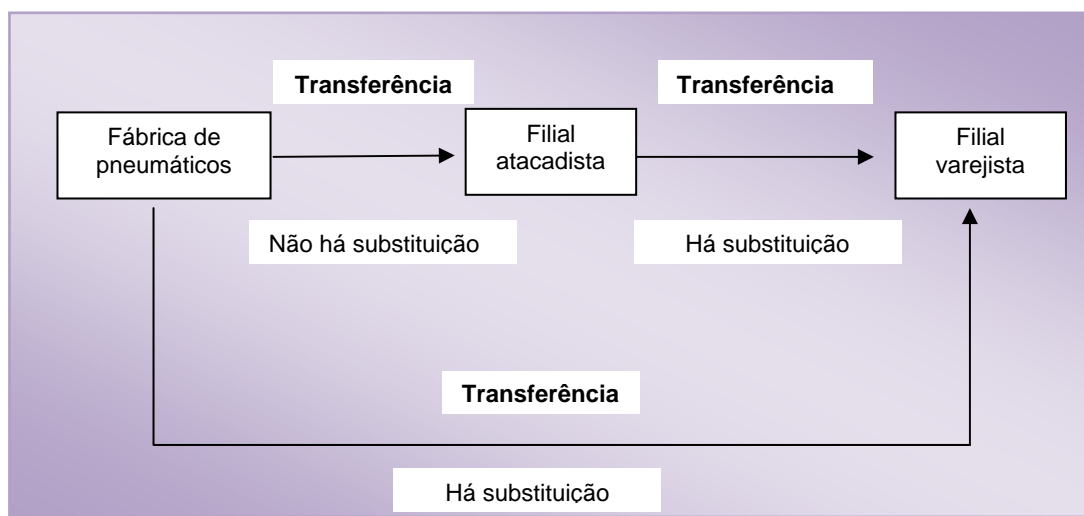 Transferência
Transferência
Fábrica de
pneumáticos
Filial
atacadista
Filial
varejista
Não há substituição
Há substituição
Transferência
Há substituição